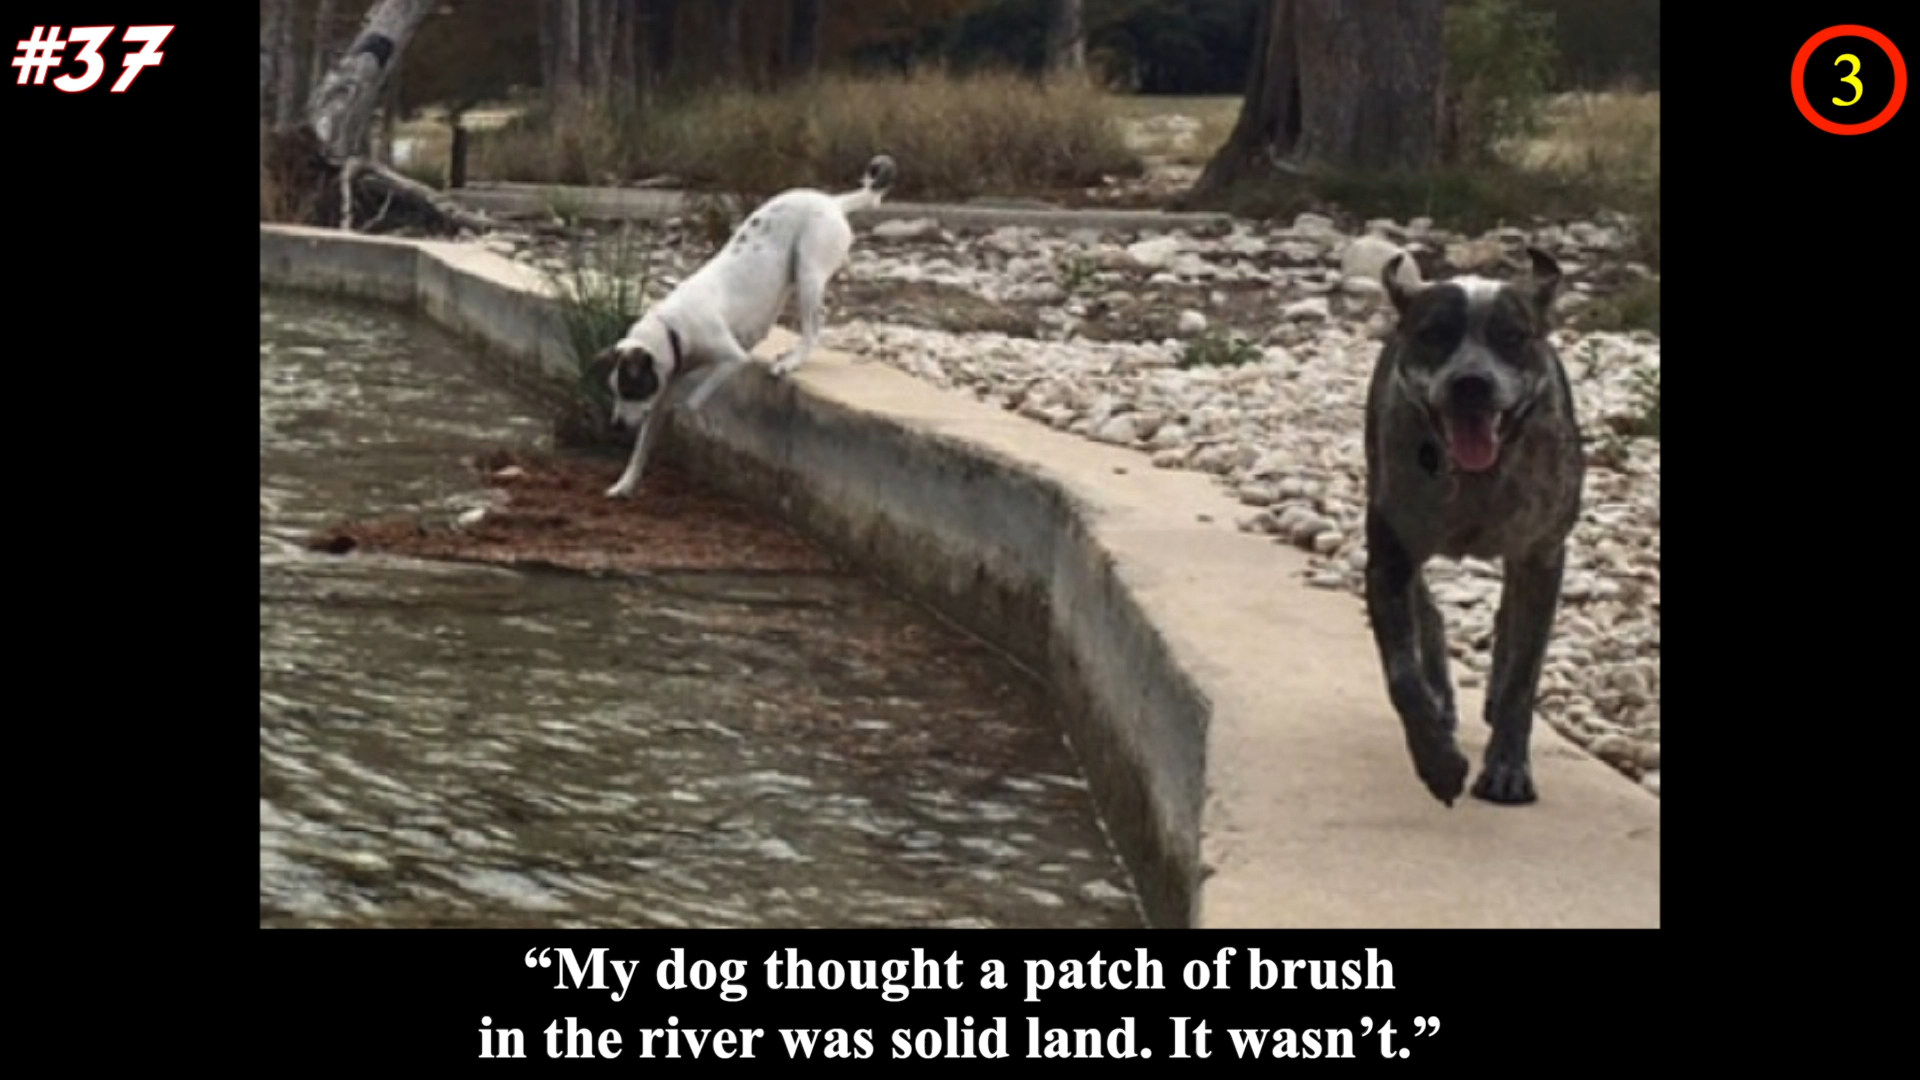 #37
3
“My dog thought a patch of brush
in the river was solid land. It wasn’t.”